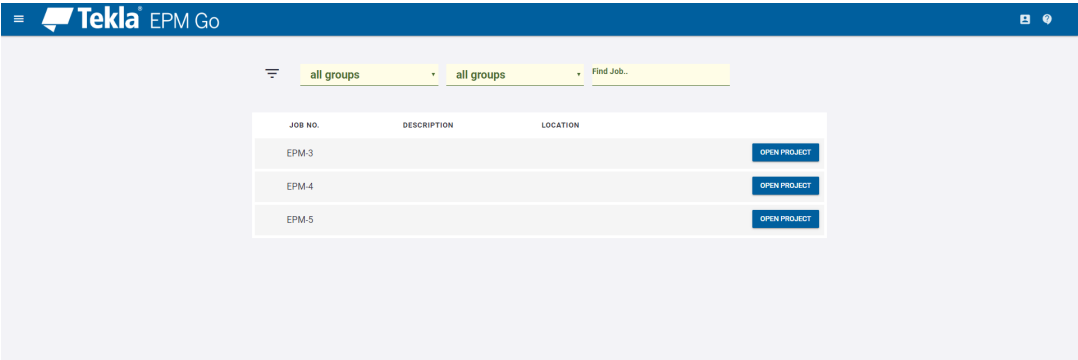 Tekla® EPM Go
all groups all groups Find Job..
JOB NO. DESCRIPTION LOCATION
EPM-3 OPEN PROJECT
EPM-4 OPEN PROJECT
EPM-5 OPEN PROJECT